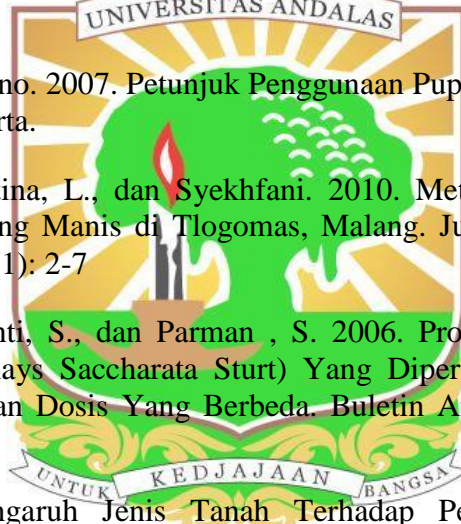 UNIVERSITAS ANDALAS
no. 2007. Petunjuk Penggunaan Pup
rta.
ina, L., dan Syekhfani. 2010. Met
ng Manis di Tlogomas, Malang. Ju
1): 2-7
nti, S., dan Parman , S. 2006. Pro
ays Saccharata Sturt) Yang Diper
an Dosis Yang Berbeda. Buletin A
UNTUK KEDJAJAAN BANGSA
ngaruh Jenis Tanah Terhadap Pe